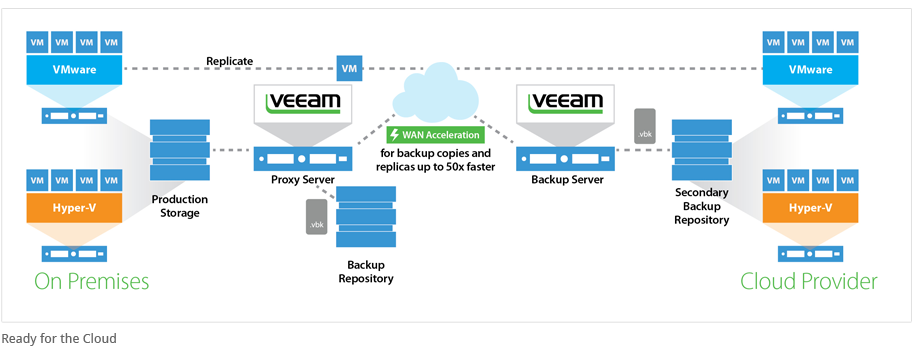 VM VM VM VM
VMware
Replicate
VM
VM VM VM VM
VMware
veeam
veeam
WAN Acceleration
for backup copies and
replicas up to 50x faster
.vbk
Proxy Server
Backup Server
VM VM VM VM
Hyper-V
Production
Storage
.vbk
Backup
Repository
Secondary
Backup
Repository
VM VM VM VM
Hyper-V
On Premises
Cloud Provider
Ready for the Cloud